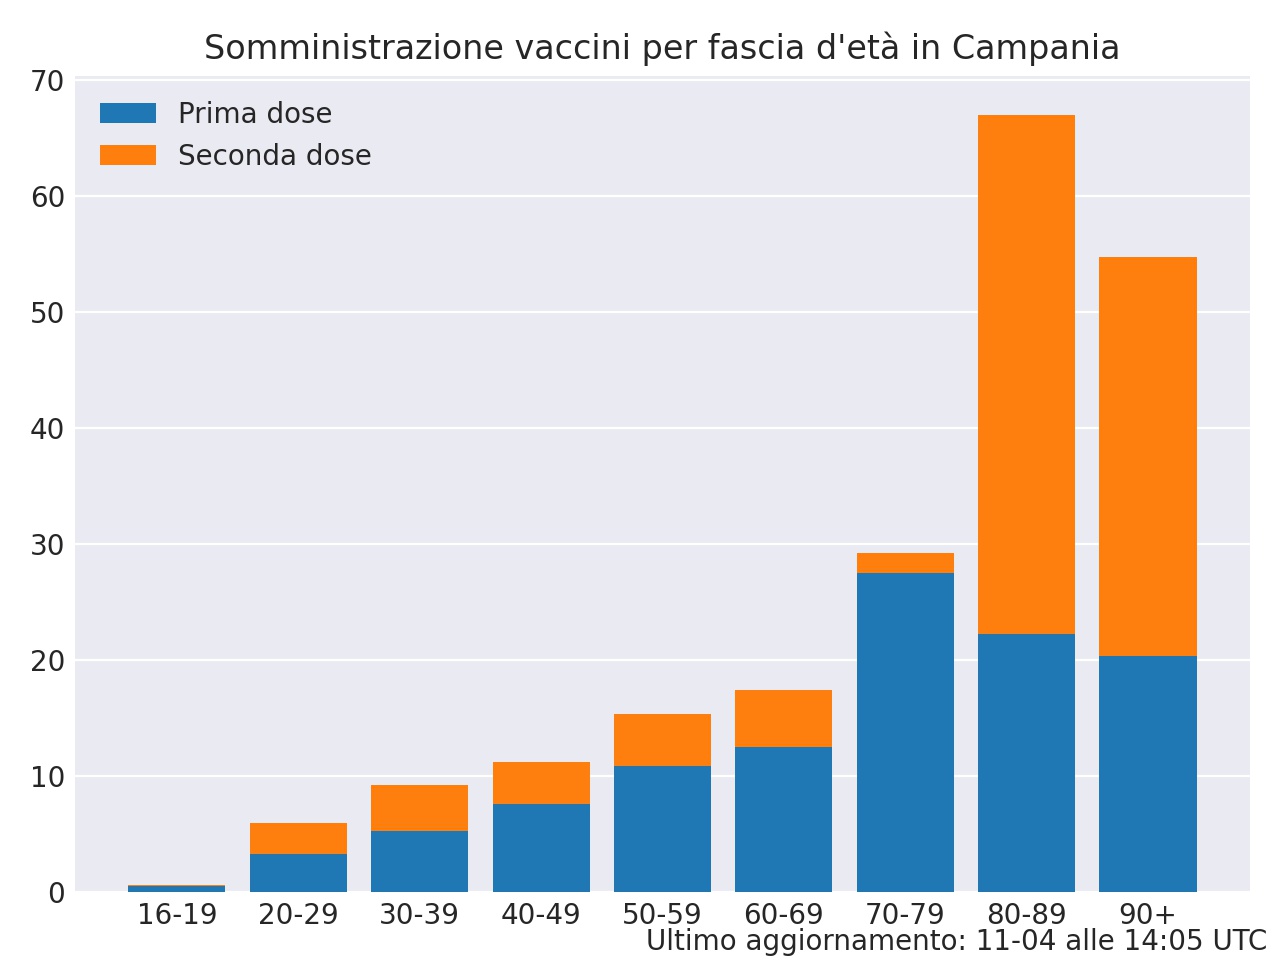 Somministrazione vaccini per fascia d'età in Campania
70
Prima dose
Seconda dose
60
50
40
30
20
10
0
16-19 20-29 30-39 40-49 50-59 60-69 70-79 80-89 90+
Ultimo aggiornamento: 11-04 alle 14:05 UTC